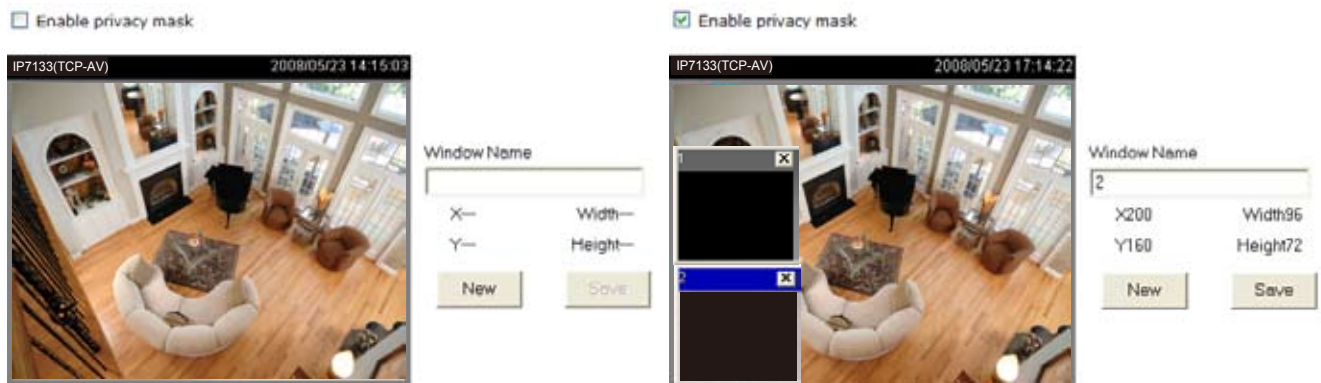 Enable privacy mask
IP7133(TCP-AV) 2008/05/23 14:15:03
Window Name
X— Width—
Y— Height—
New Save
Enable privacy mask
IP7133(TCP-AV) 2008/05/23 17:14:22
1
2
Window Name
2
X200 Width96
Y160 Height72
New Save